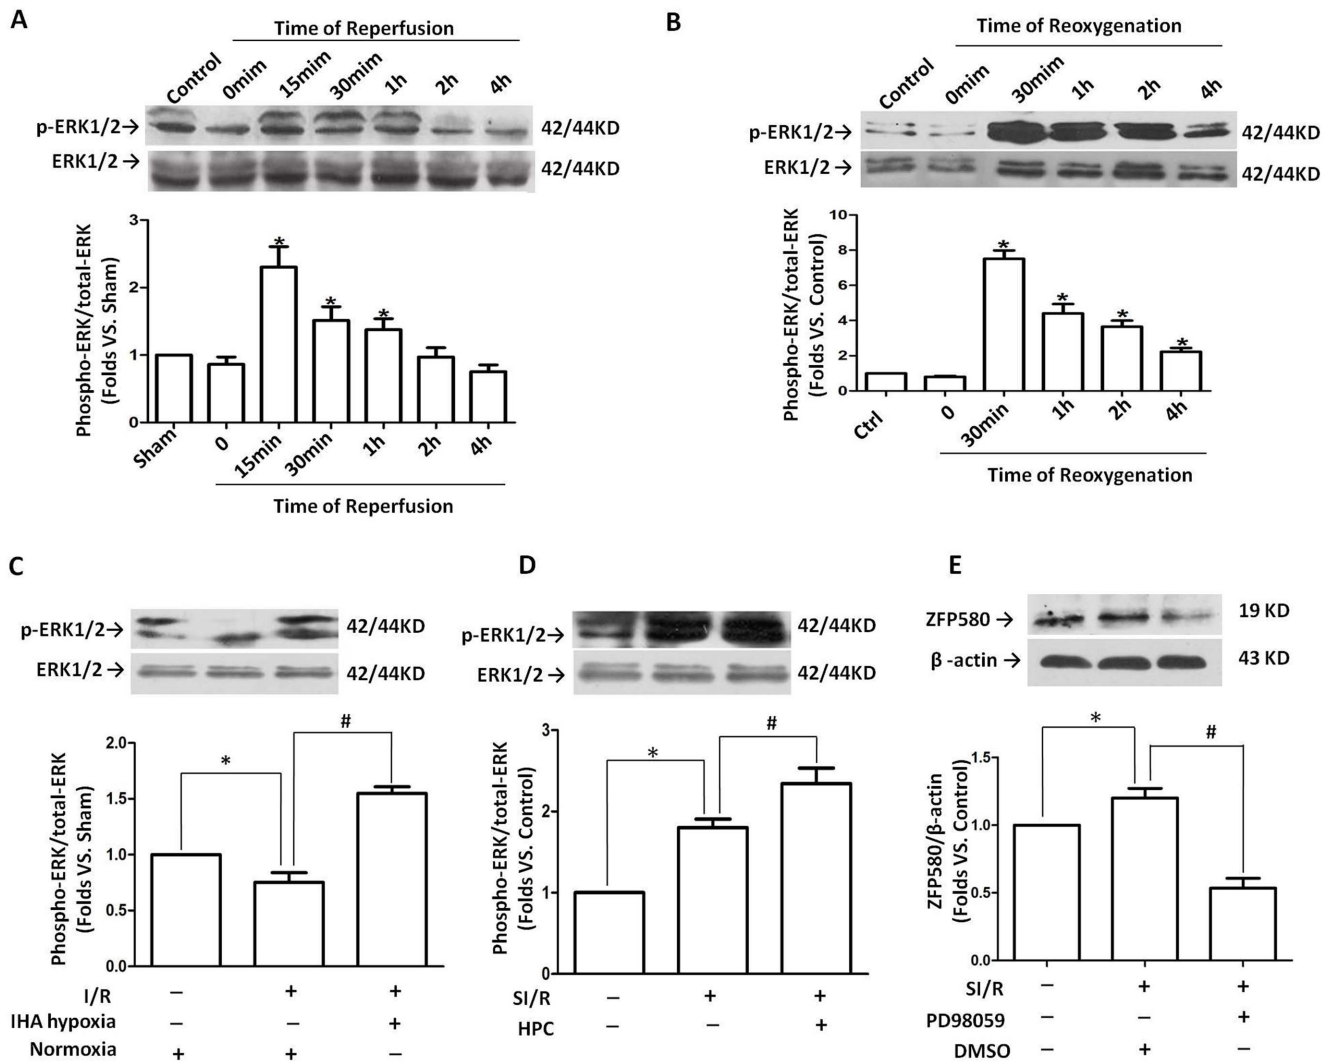 A
Time of Reperfusion
Control 0mim 15mim 30mim 1h 2h 4h
p-ERK1/2→ 42/44KD
ERK1/2 → 42/44KD
Phospho-ERK/total-ERK
(Folds VS. Sham)
3
2
1
0
* * *
Sham 0 15min 30min 1h 2h 4h
Time of Reperfusion
B
Time of Reoxygenation
Control 0mim 30mim 1h 2h 4h
p-ERK1/2→ 42/44KD
ERK1/2 → 42/44KD
Phospho-ERK/total-ERK
(Folds VS. Control)
10
8
6
4
2
0
* * * *
Ctrl 0 30min 1h 2h 4h
Time of Reoxygenation
C
p-ERK1/2→ 42/44KD
ERK1/2 → 42/44KD
Phospho-ERK/total-ERK
(Folds VS. Sham)
2.0
1.5
1.0
0.5
0.0
* #
I/R − + +
IHA hypoxia − − +
Normoxia + + −
D
p-ERK1/2→ 42/44KD
ERK1/2 → 42/44KD
Phospho-ERK/total-ERK
(Folds VS. Control)
3
2
1
0
* #
SI/R − + +
HPC − − +
E
ZFP580 → 19 KD
β -actin → 43 KD
ZFP580/β-actin
(Folds VS. Control)
1.5
1.0
0.5
0.0
* #
SI/R − + +
PD98059 − − +
DMSO − + −